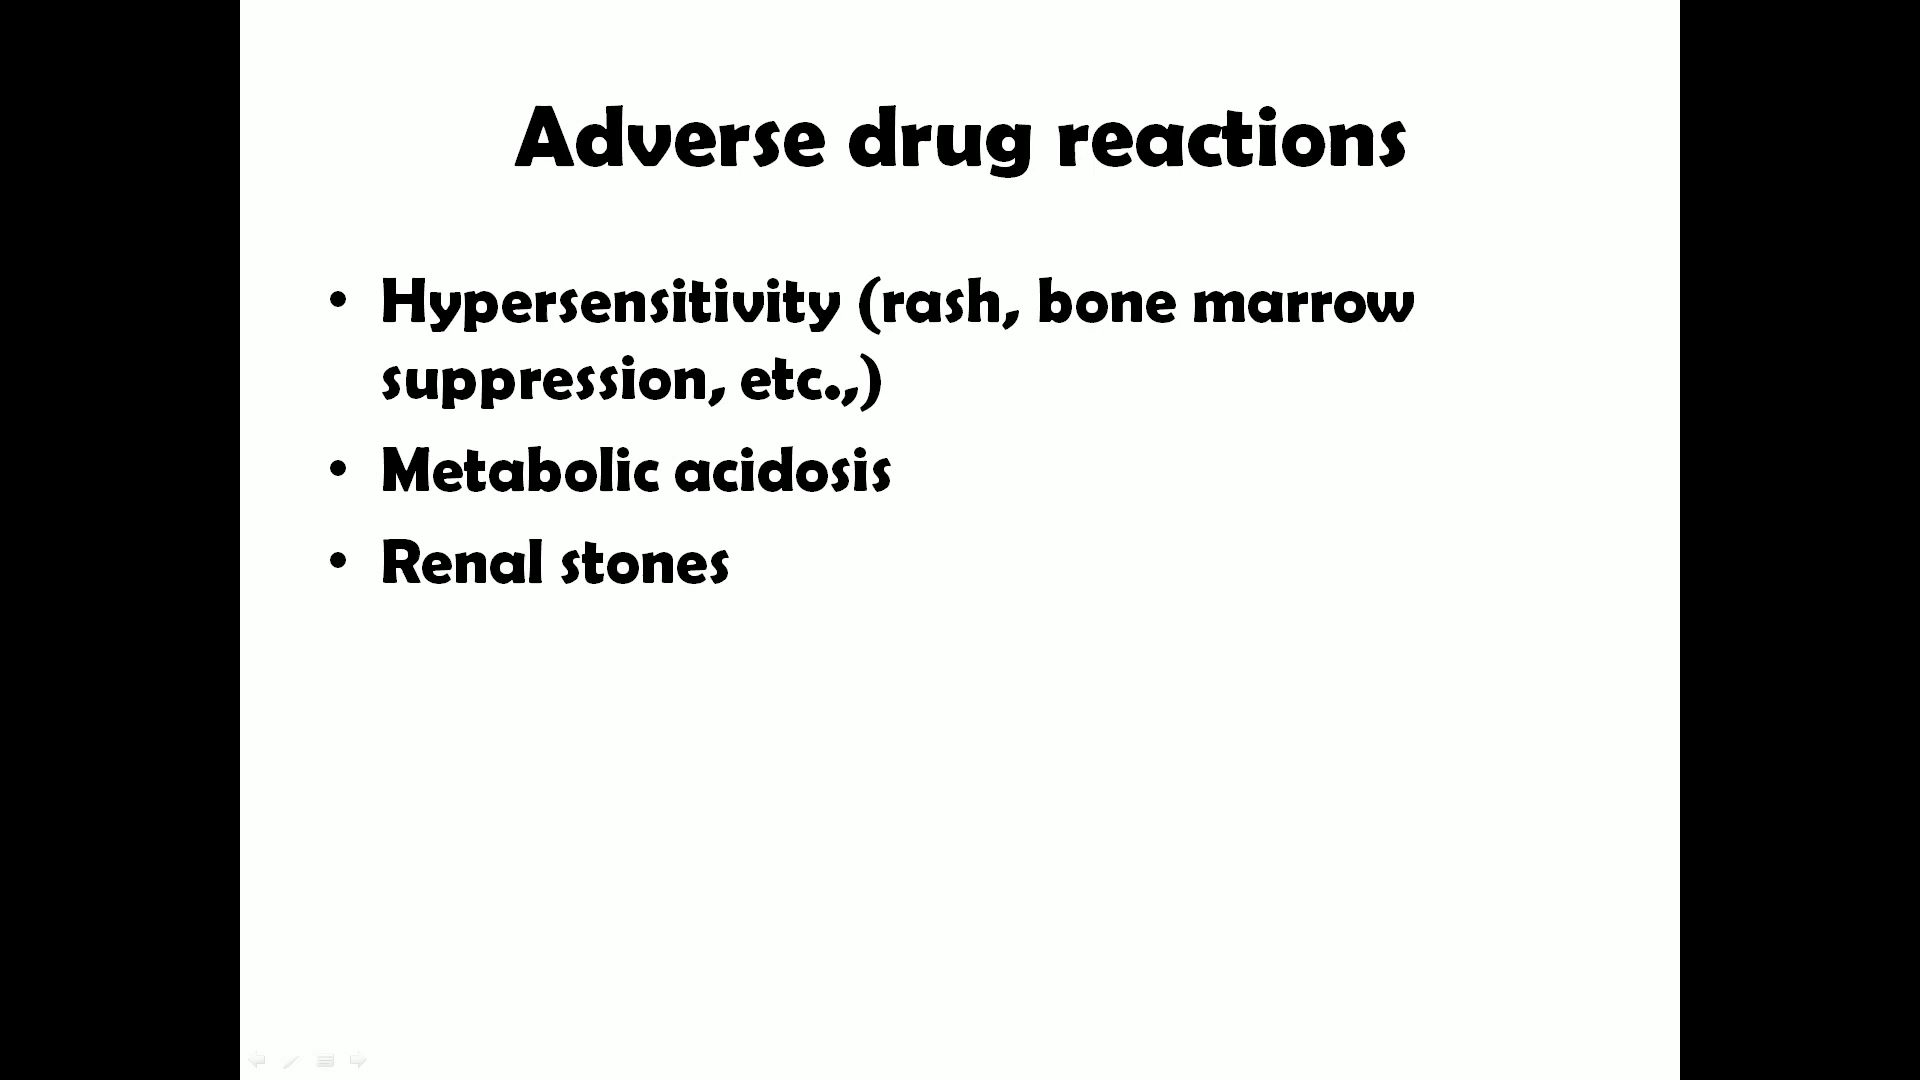 Adverse drug reactions
• Hypersensitivity (rash, bone marrow
suppression, etc.,)
• Metabolic acidosis
• Renal stones